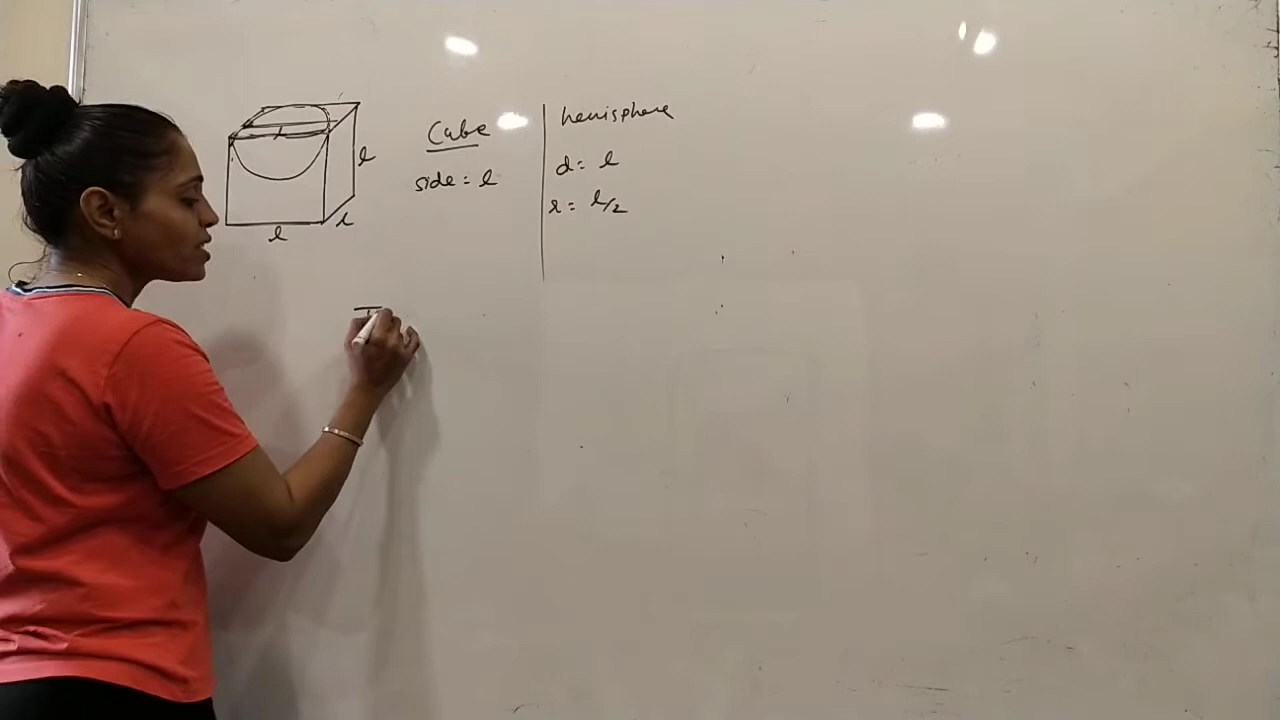 l
l
l
l
Cube
side = l
hemisphere
d = l
r = l/2